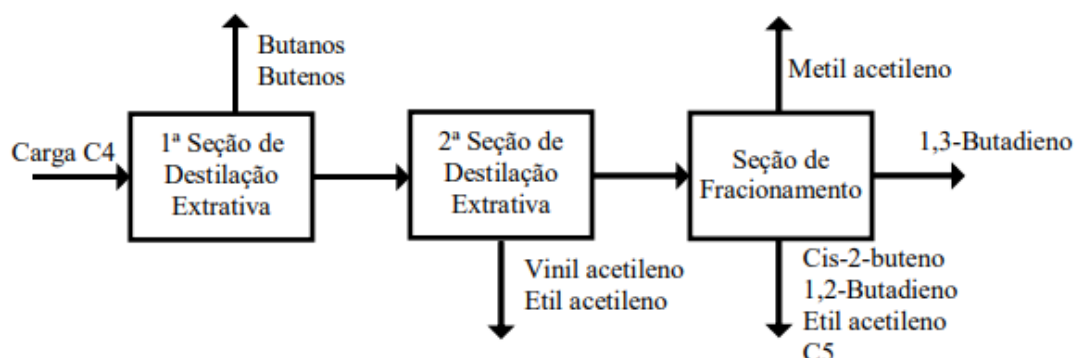 Butanos
Butenos
Metil acetileno
Carga C4
1ª Seção de
Destilação
Extrativa
2ª Seção de
Destilação
Extrativa
Seção de
Fracionamento
1,3-Butadieno
Vinil acetileno
Etil acetileno
Cis-2-buteno
1,2-Butadieno
Etil acetileno
C5